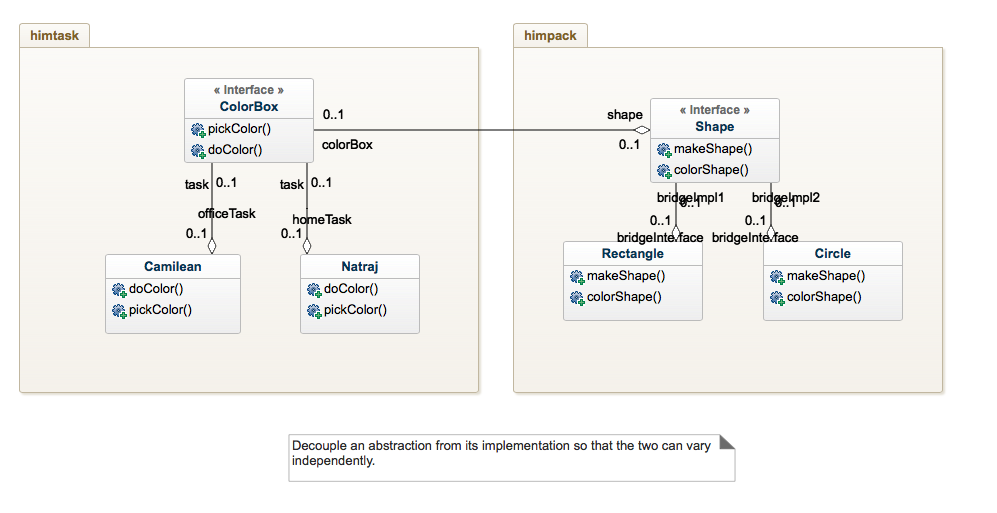 himtask
« Interface »
ColorBox
pickColor()
doColor()
0..1
colorBox
task
0..1
officeTask
0..1
task
0..1
homeTask
0..1
Camilean
doColor()
pickColor()
Natraj
doColor()
pickColor()
himpack
shape
0..1
« Interface »
Shape
makeShape()
colorShape()
bridgeImpl1
0..1
0..1
bridgeInterface
bridgeImpl2
0..1
0..1
bridgeInterface
Rectangle
makeShape()
colorShape()
Circle
makeShape()
colorShape()
Decouple an abstraction from its implementation so that the two can vary
independently.